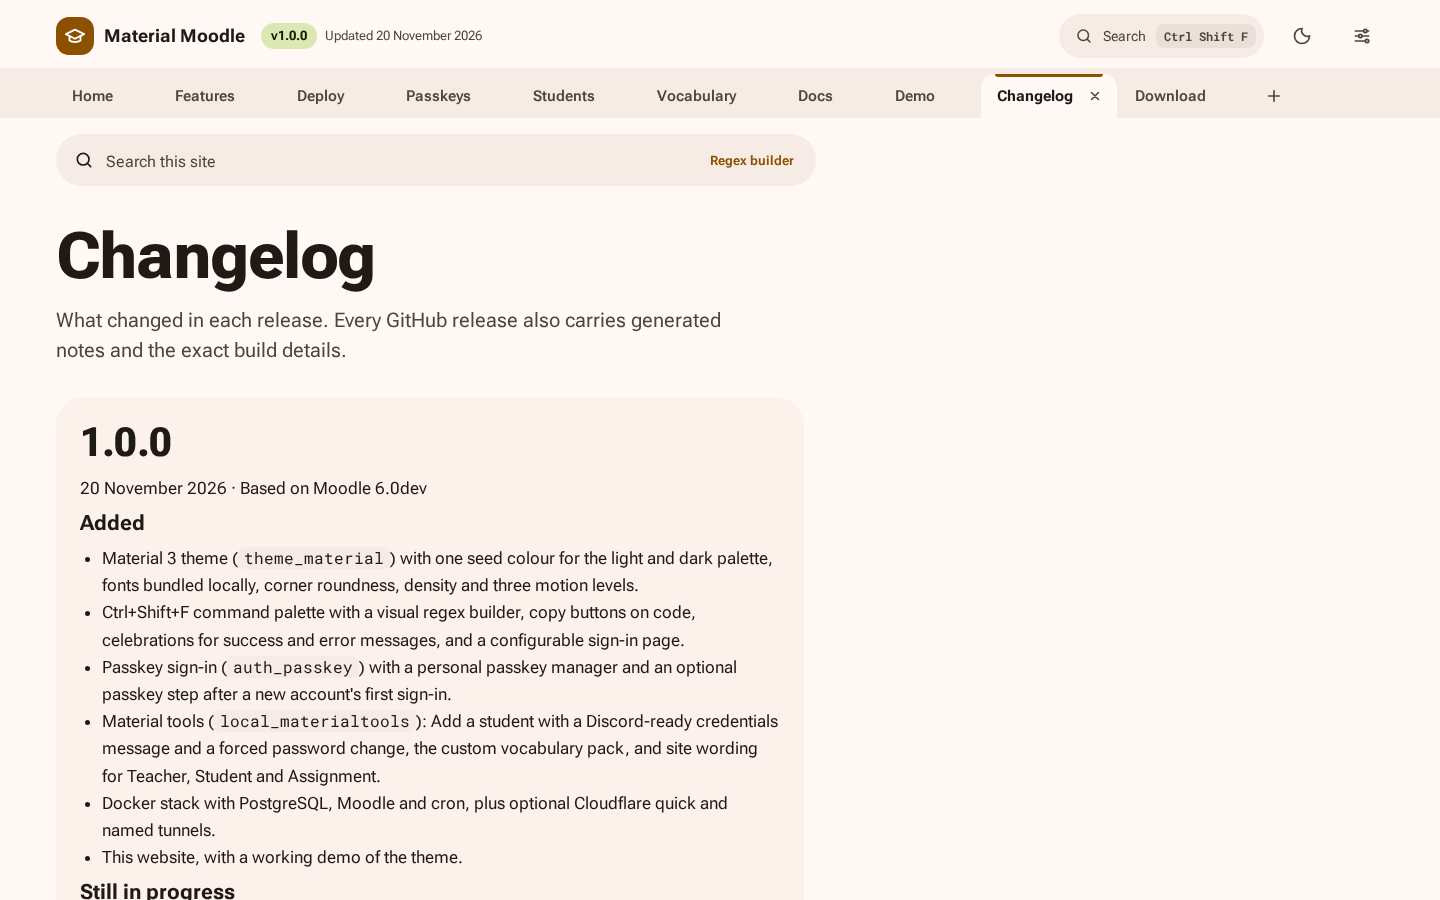 Material Moodle
v1.0.0
Updated 20 November 2026
Search
Ctrl Shift F
Home
Features
Deploy
Passkeys
Students
Vocabulary
Docs
Demo
Changelog
Download
Search this site
Regex builder
Changelog
What changed in each release. Every GitHub release also carries generated
notes and the exact build details.
1.0.0
20 November 2026 · Based on Moodle 6.0dev
Added
• Material 3 theme ( theme_material ) with one seed colour for the light and dark palette,
fonts bundled locally, corner roundness, density and three motion levels.
• Ctrl+Shift+F command palette with a visual regex builder, copy buttons on code,
celebrations for success and error messages, and a configurable sign-in page.
• Passkey sign-in ( auth_passkey ) with a personal passkey manager and an optional
passkey step after a new account's first sign-in.
• Material tools ( local_materialtools ): Add a student with a Discord-ready credentials
message and a forced password change, the custom vocabulary pack, and site wording
for Teacher, Student and Assignment.
• Docker stack with PostgreSQL, Moodle and cron, plus optional Cloudflare quick and
named tunnels.
• This website, with a working demo of the theme.
Still in progress